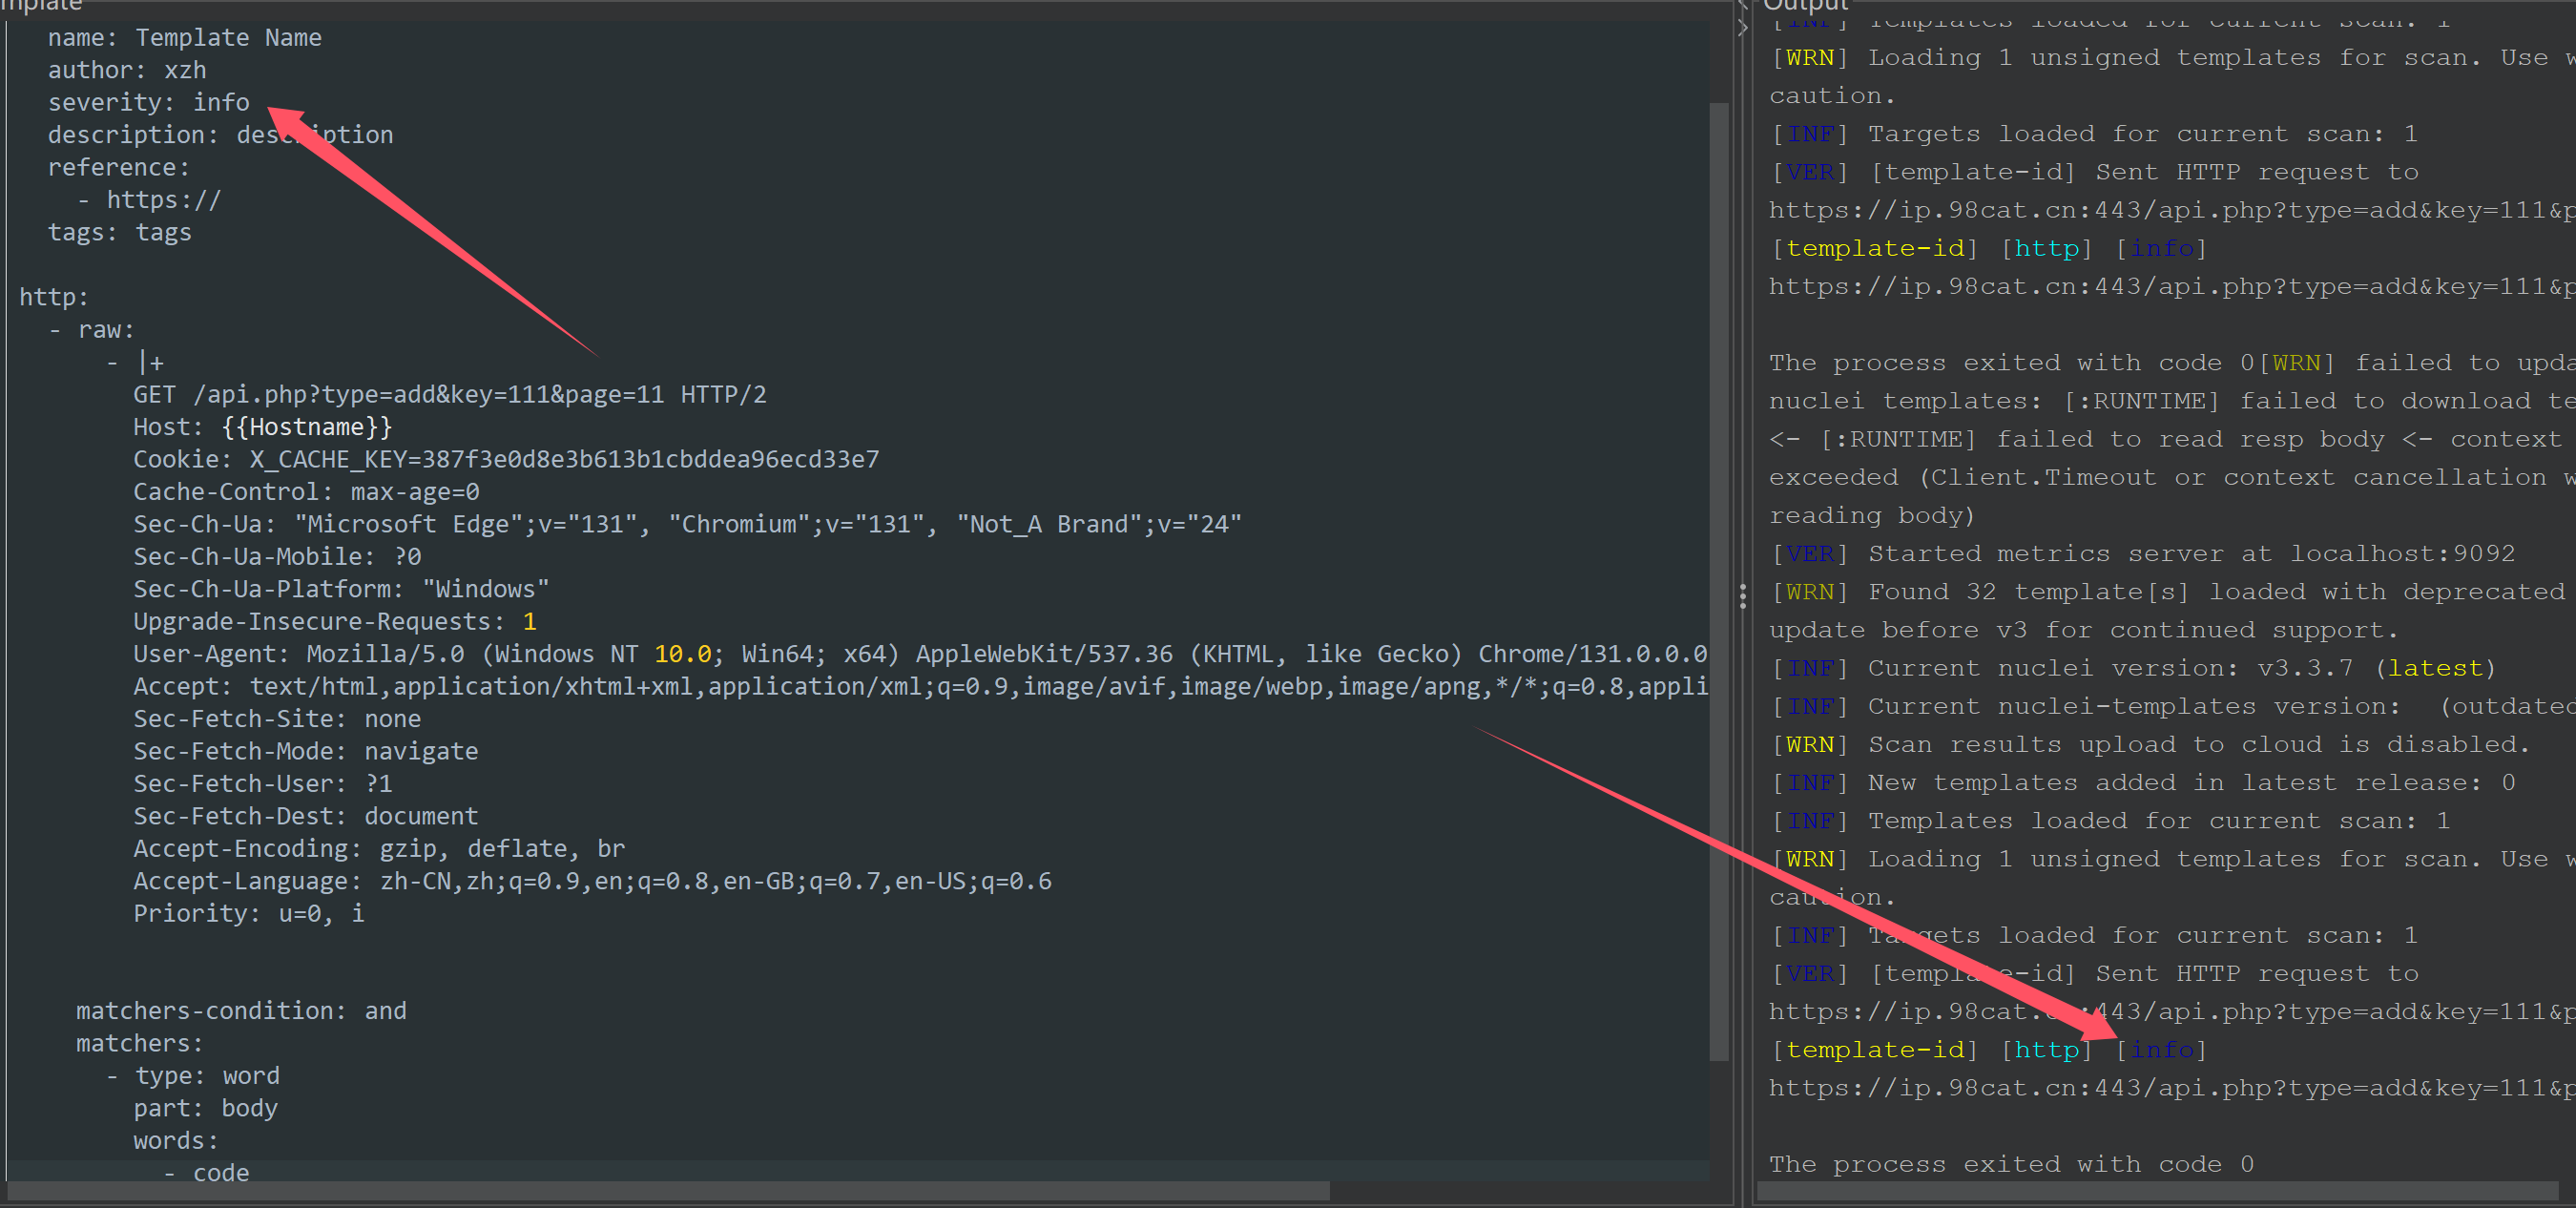 Output
name: Template Name
author: xzh
severity: info
description: description
reference:
- https://
tags: tags
http:
- raw:
- |+
GET /api.php?type=add&key=111&page=11 HTTP/2
Host: {{Hostname}}
Cookie: X_CACHE_KEY=387f3e0d8e3b613b1cbddea96ecd33e7
Cache-Control: max-age=0
Sec-Ch-Ua: "Microsoft Edge";v="131", "Chromium";v="131", "Not_A Brand";v="24"
Sec-Ch-Ua-Mobile: ?0
Sec-Ch-Ua-Platform: "Windows"
Upgrade-Insecure-Requests: 1
User-Agent: Mozilla/5.0 (Windows NT 10.0; Win64; x64) AppleWebKit/537.36 (KHTML, like Gecko) Chrome/131.0.0.0
Accept: text/html,application/xhtml+xml,application/xml;q=0.9,image/avif,image/webp,image/apng,*/*;q=0.8,appli
Sec-Fetch-Site: none
Sec-Fetch-Mode: navigate
Sec-Fetch-User: ?1
Sec-Fetch-Dest: document
Accept-Encoding: gzip, deflate, br
Accept-Language: zh-CN,zh;q=0.9,en;q=0.8,en-GB;q=0.7,en-US;q=0.6
Priority: u=0, i
matchers-condition: and
matchers:
- type: word
part: body
words:
- code
[INF] Templates loaded for current scan: 1
[WRN] Loading 1 unsigned templates for scan. Use w
caution.
[INF] Targets loaded for current scan: 1
[VER] [template-id] Sent HTTP request to
https://ip.98cat.cn:443/api.php?type=add&key=111&p
[template-id] [http] [info]
https://ip.98cat.cn:443/api.php?type=add&key=111&p
The process exited with code 0[WRN] failed to upda
nuclei templates: [:RUNTIME] failed to download te
<- [:RUNTIME] failed to read resp body <- context
exceeded (Client.Timeout or context cancellation w
reading body)
[VER] Started metrics server at localhost:9092
[WRN] Found 32 template[s] loaded with deprecated
update before v3 for continued support.
[INF] Current nuclei version: v3.3.7 (latest)
[INF] Current nuclei-templates version:  (outdated
[WRN] Scan results upload to cloud is disabled.
[INF] New templates added in latest release: 0
[INF] Templates loaded for current scan: 1
[WRN] Loading 1 unsigned templates for scan. Use w
caution.
[INF] Targets loaded for current scan: 1
[VER] [template-id] Sent HTTP request to
https://ip.98cat.cn:443/api.php?type=add&key=111&p
[template-id] [http] [info]
https://ip.98cat.cn:443/api.php?type=add&key=111&p
The process exited with code 0